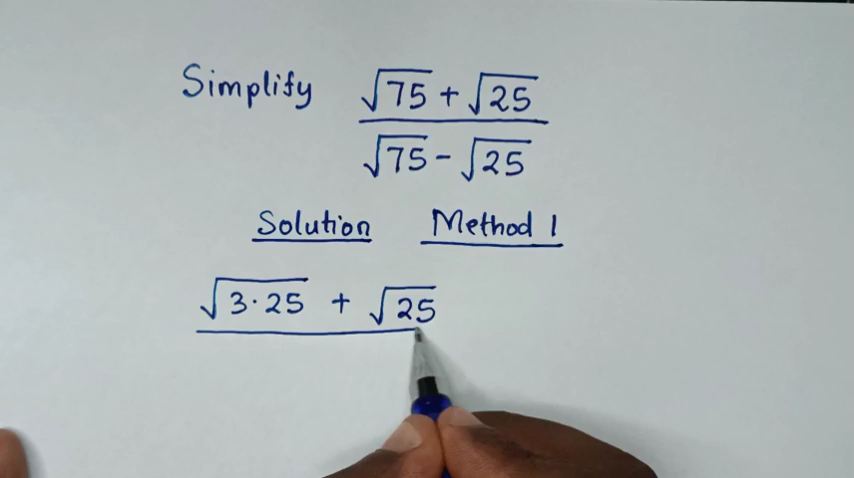 Simplify (√75 + √25) / (√75 - √25)
Solution Method 1
√3·25 + √25